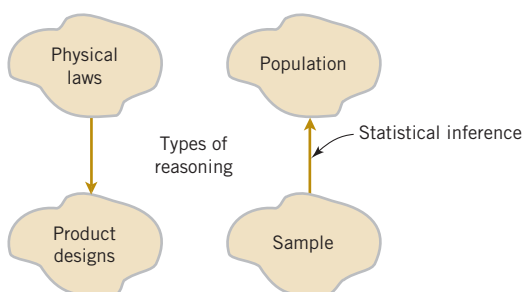 Physical
laws
Population
Types of
reasoning
Statistical inference
Product
designs
Sample